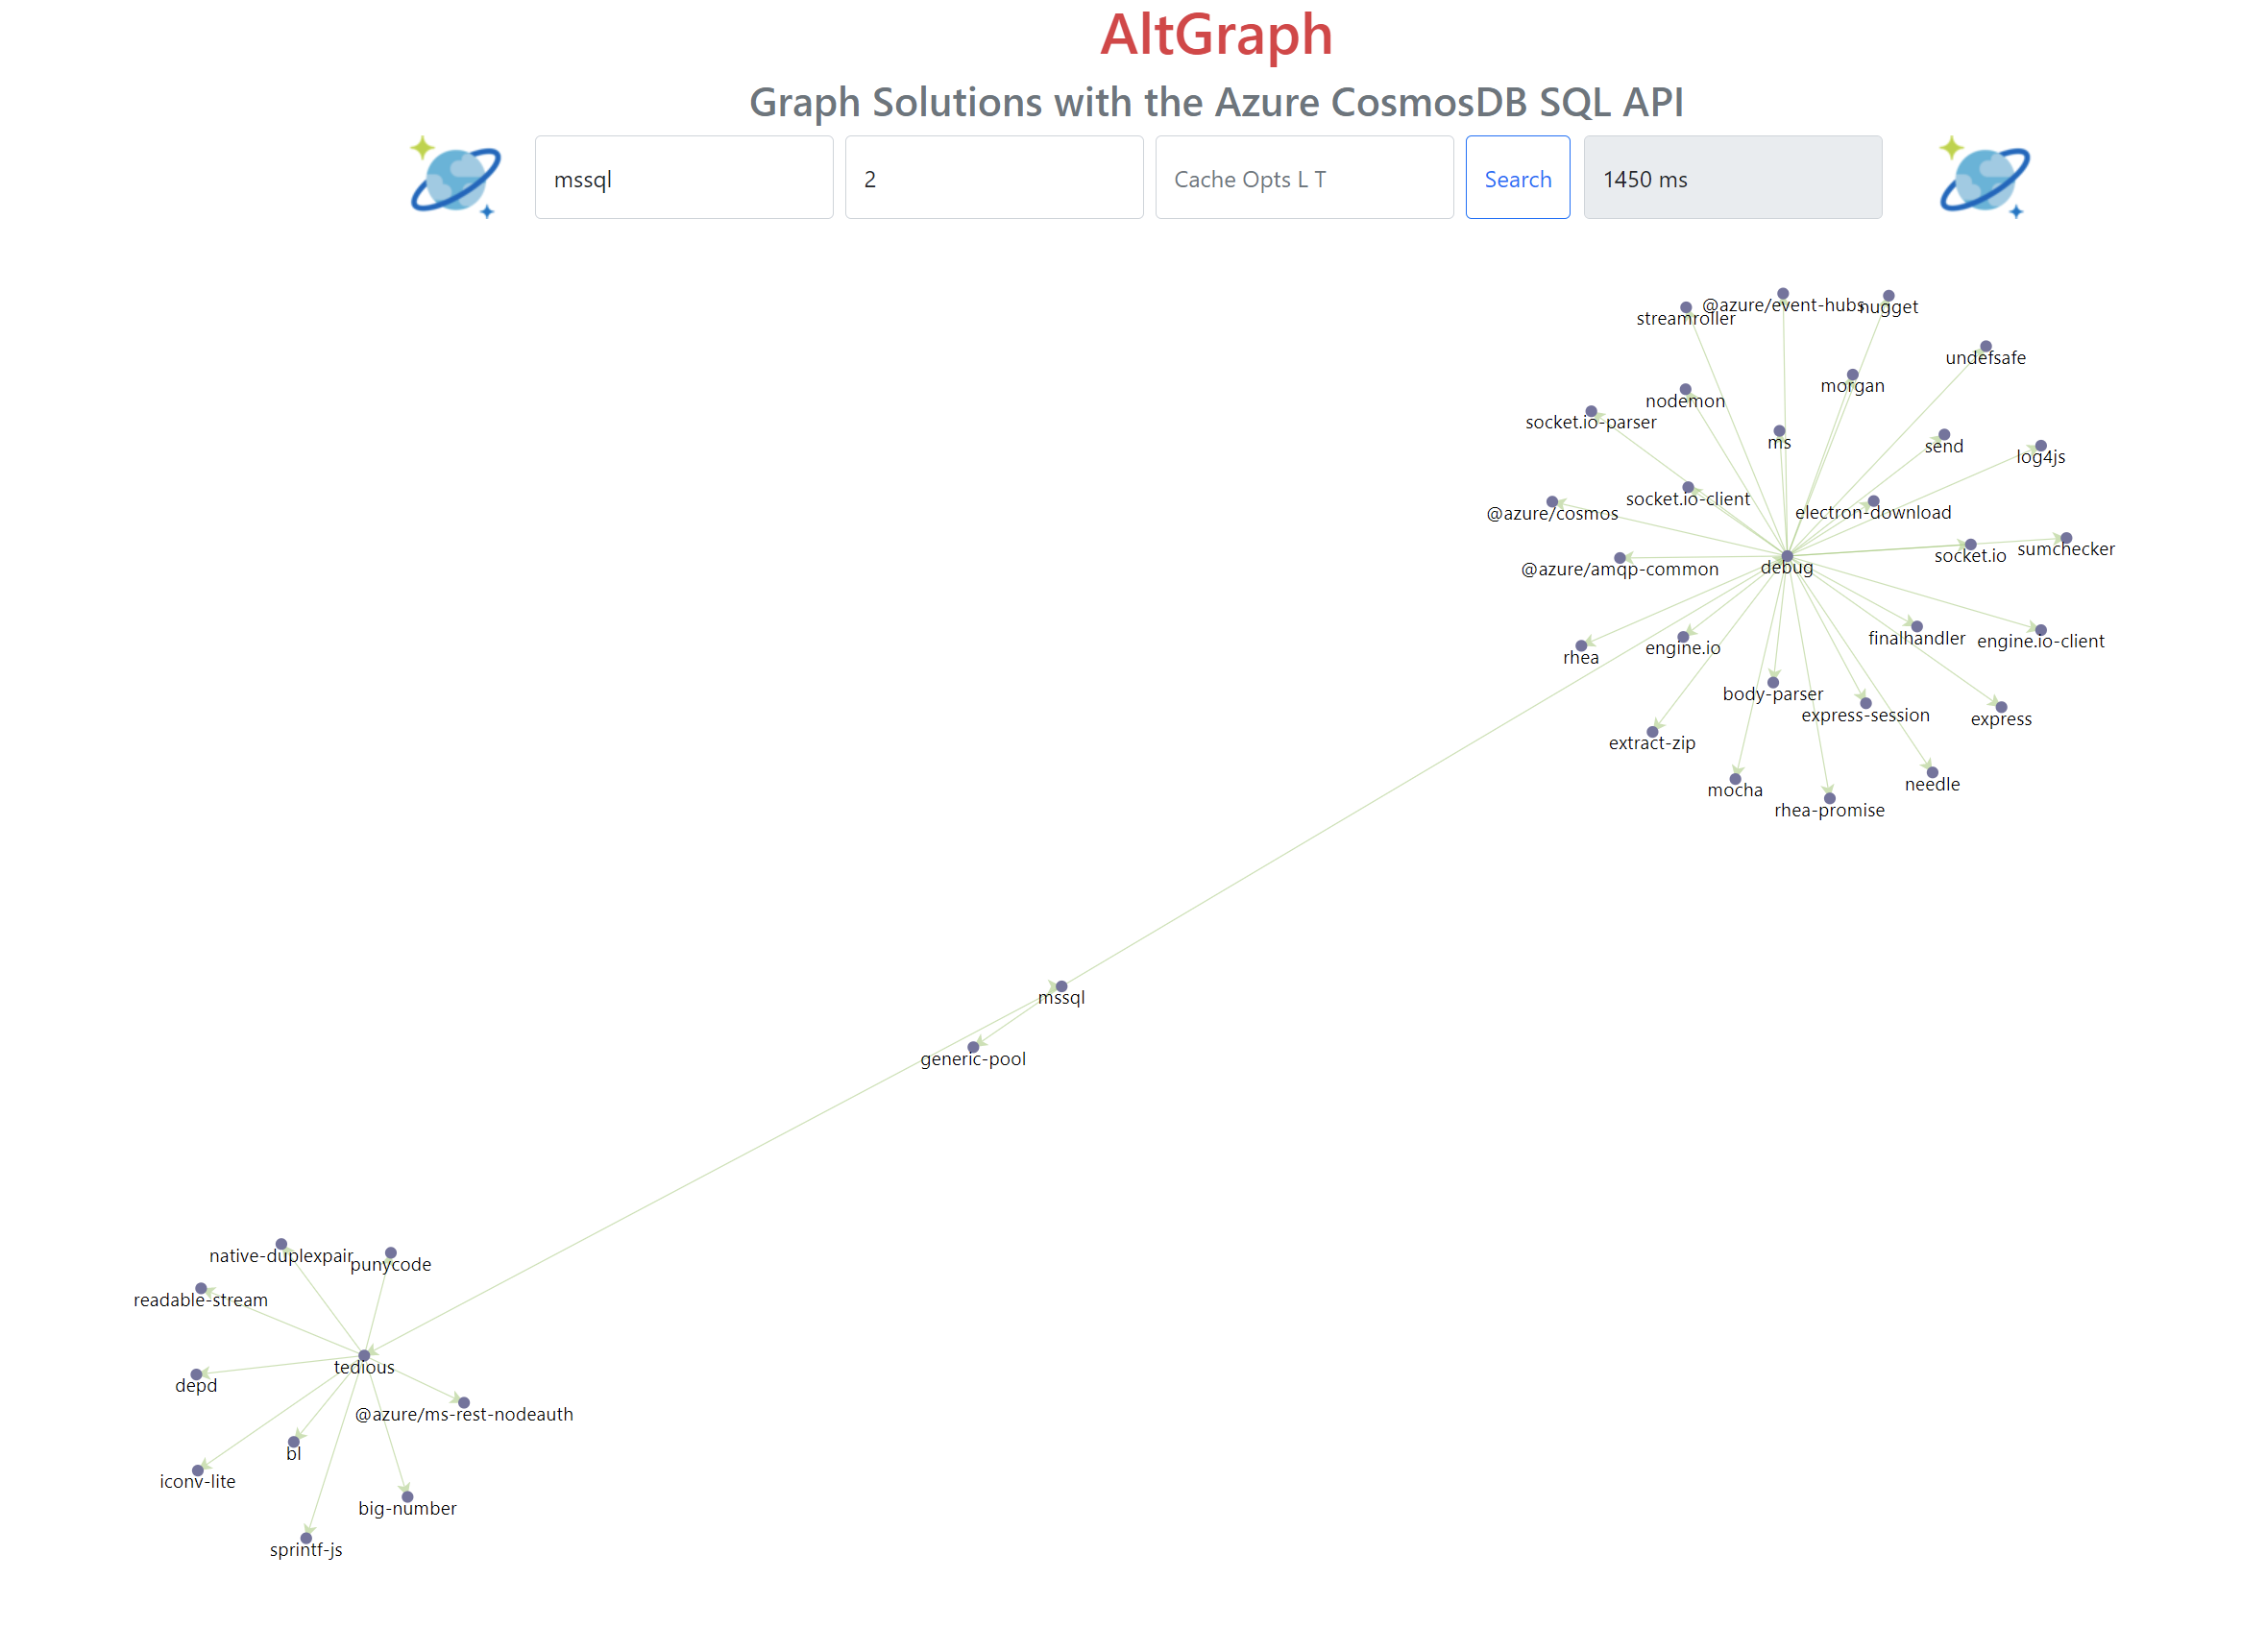 AltGraph
Graph Solutions with the Azure CosmosDB SQL API
mssql
2
Cache Opts L T
Search
1450 ms
@azure/event-hubs
nugget
streamroller
undefsafe
morgan
nodemon
socket.io-parser
ms
send
log4js
socket.io-client
electron-download
@azure/cosmos
socket.io
sumchecker
@azure/amqp-common
debug
finalhandler
engine.io-client
engine.io
rhea
body-parser
express-session
express
extract-zip
needle
mocha
rhea-promise
mssql
generic-pool
native-duplexpair
punycode
readable-stream
tedious
depd
@azure/ms-rest-nodeauth
bl
iconv-lite
big-number
sprintf-js